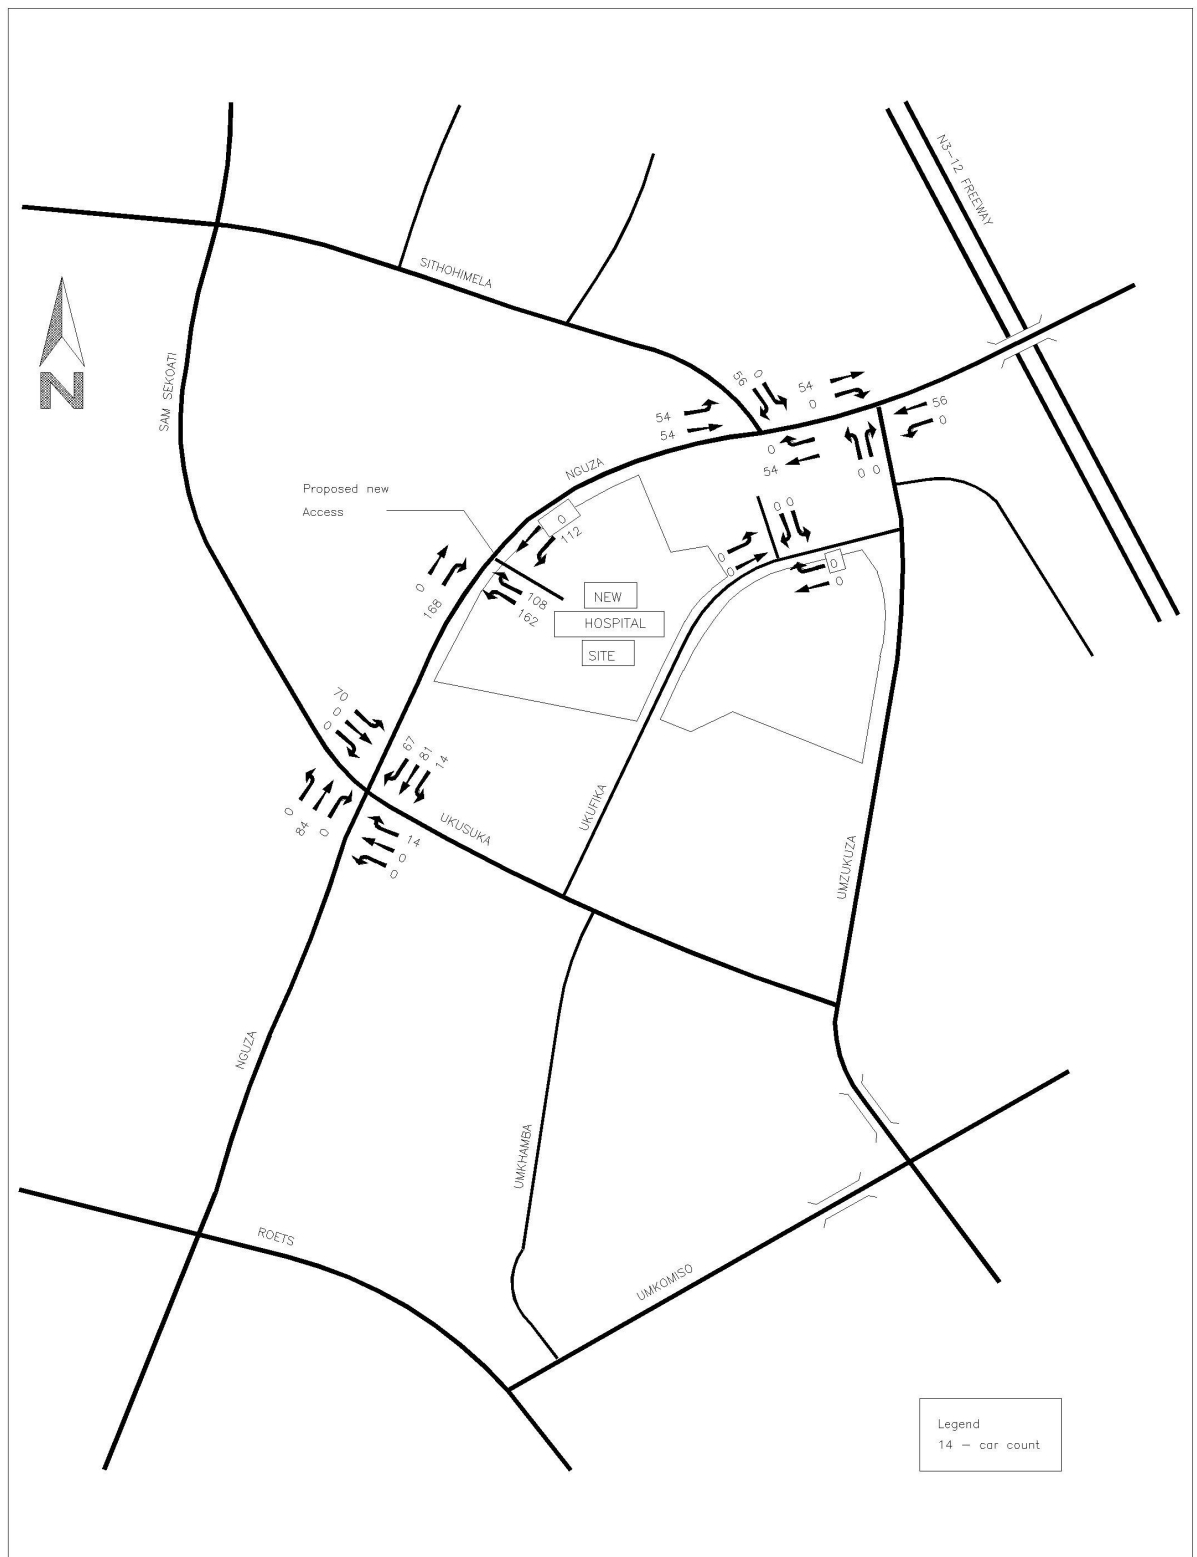 N3-12 FREEWAY
SITHOHIMELA
N
SAM SEKOATI
56
0
54
0
54
54
56
0
0
54
0 0
NGUZA
Proposed new
Access
0
112
0 0
0
0
0
0
0
168
108
162
NEW
HOSPITAL
SITE
70
0
0
67
81
14
0
84
0
14
0
0
UKUSUKA
UKUFIKA
UMZUKUZA
NGUZA
UMKHAMBA
ROETS
UMKOMISO
Legend
14 - car count